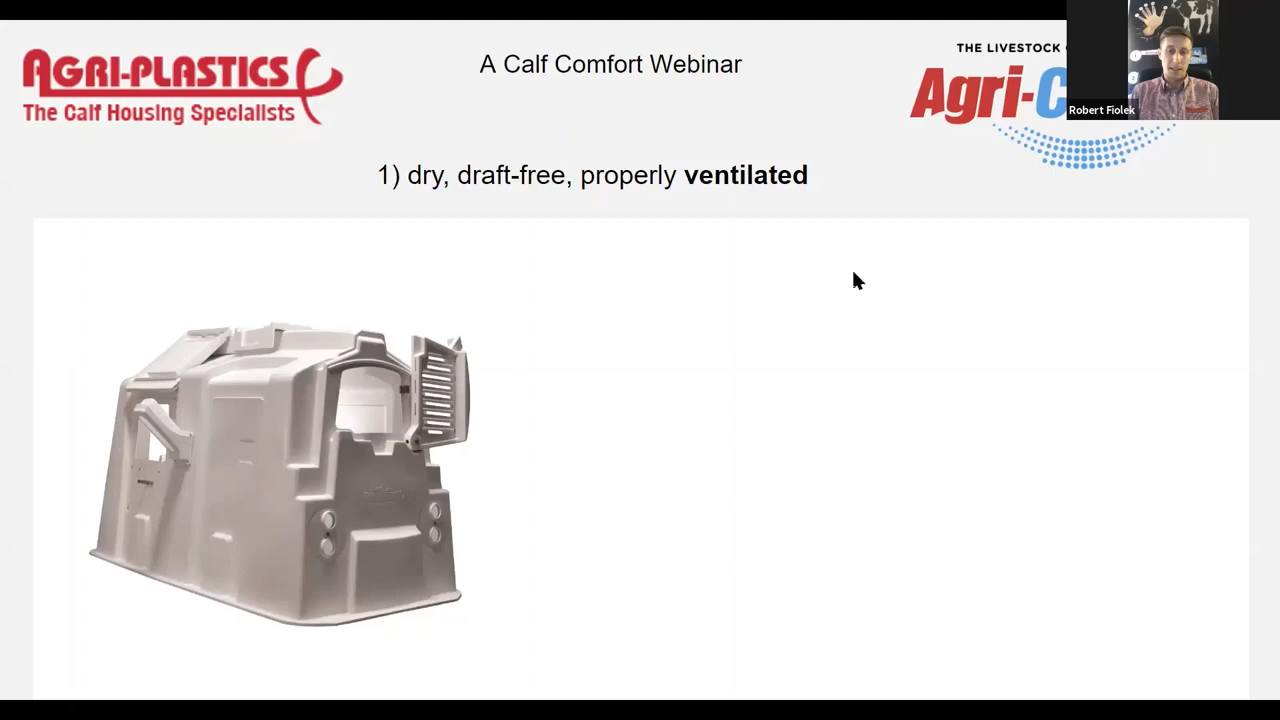 AGRI-PLASTICS
The Calf Housing Specialists
A Calf Comfort Webinar
THE LIVESTOCK
Agri-C
Robert Fiolek
1) dry, draft-free, properly ventilated